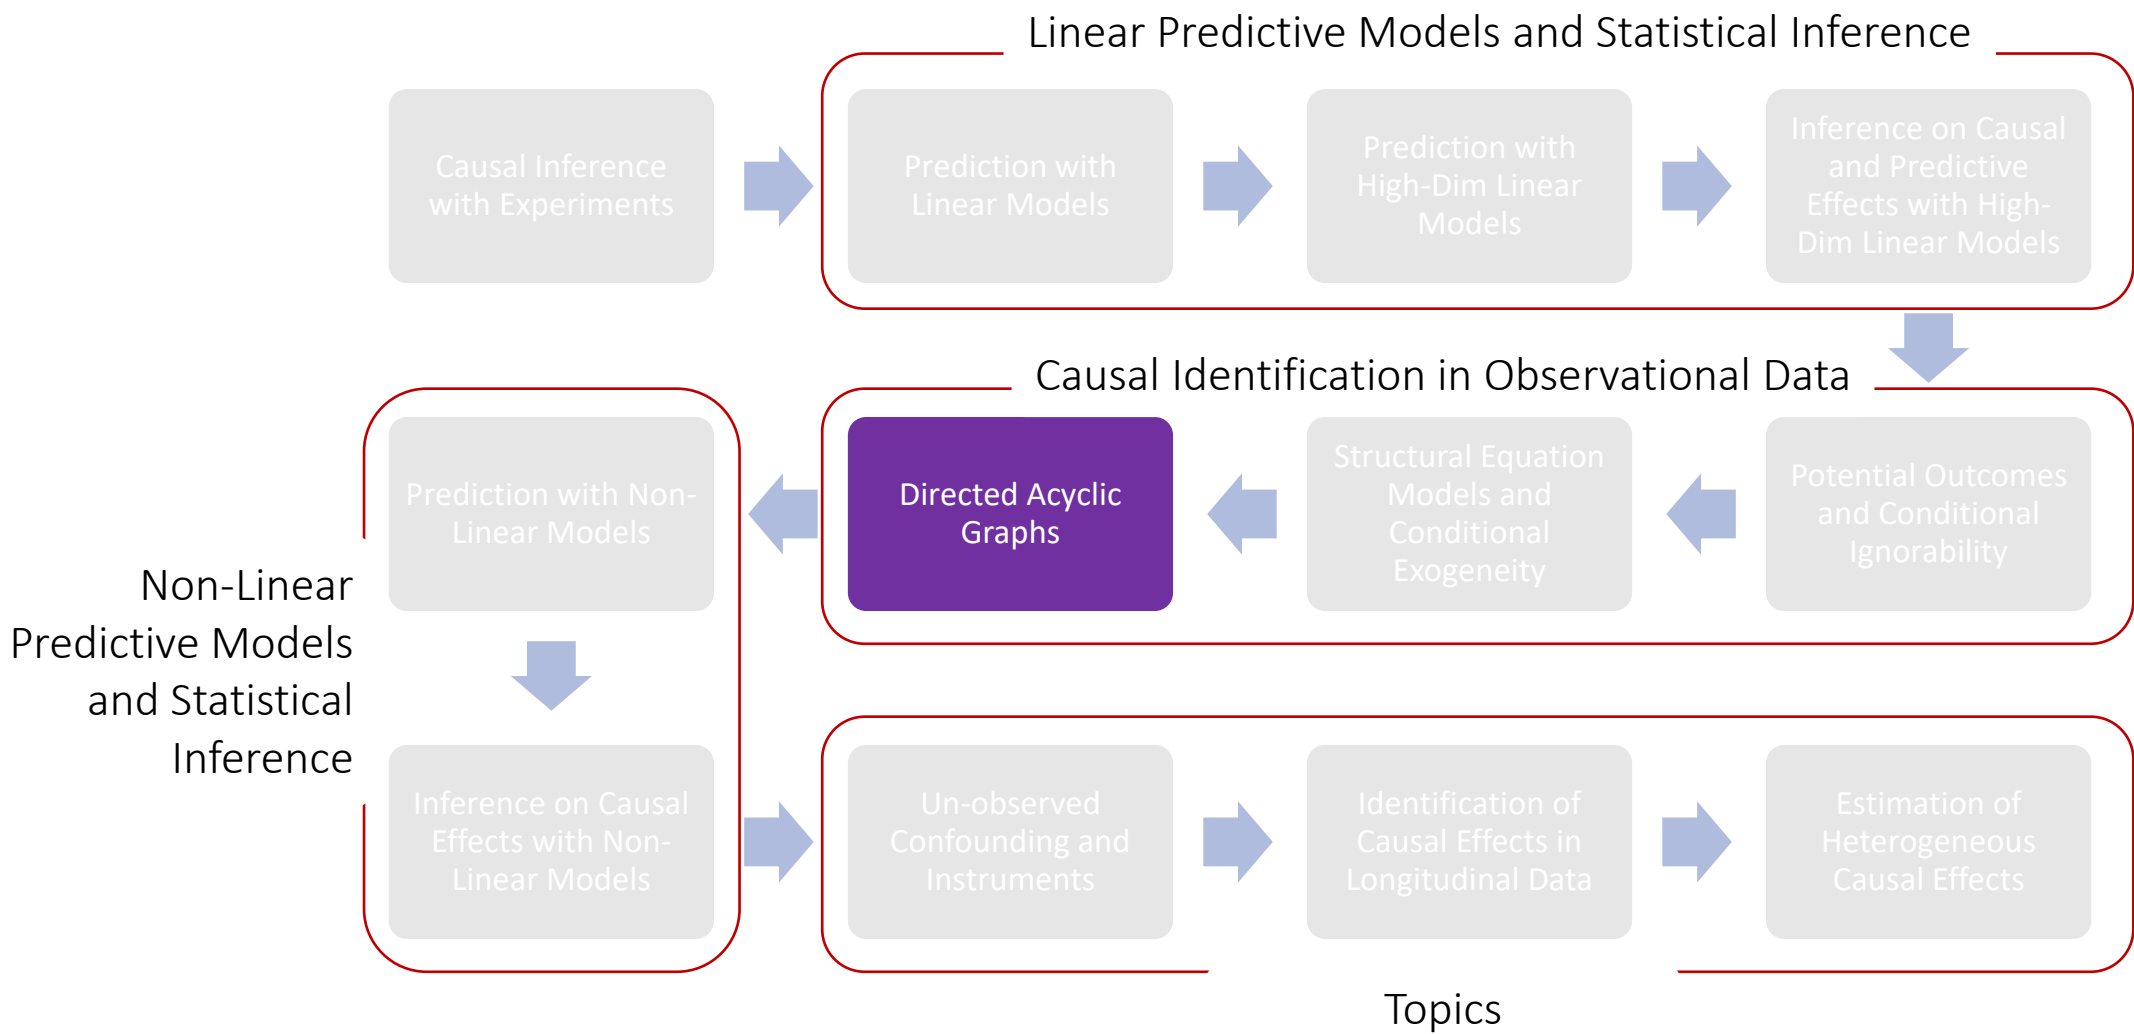 Linear Predictive Models and Statistical Inference
Causal Inference
with Experiments
Prediction with
Linear Models
Prediction with
High-Dim Linear
Models
Inference on Causal
and Predictive
Effects with High-
Dim Linear Models
Causal Identification in Observational Data
Potential Outcomes
and Conditional
Ignorability
Structural Equation
Models and
Conditional
Exogeneity
Directed Acyclic
Graphs
Prediction with Non-
Linear Models
Non-Linear
Predictive Models
and Statistical
Inference
Inference on Causal
Effects with Non-
Linear Models
Un-observed
Confounding and
Instruments
Identification of
Causal Effects in
Longitudinal Data
Estimation of
Heterogeneous
Causal Effects
Topics